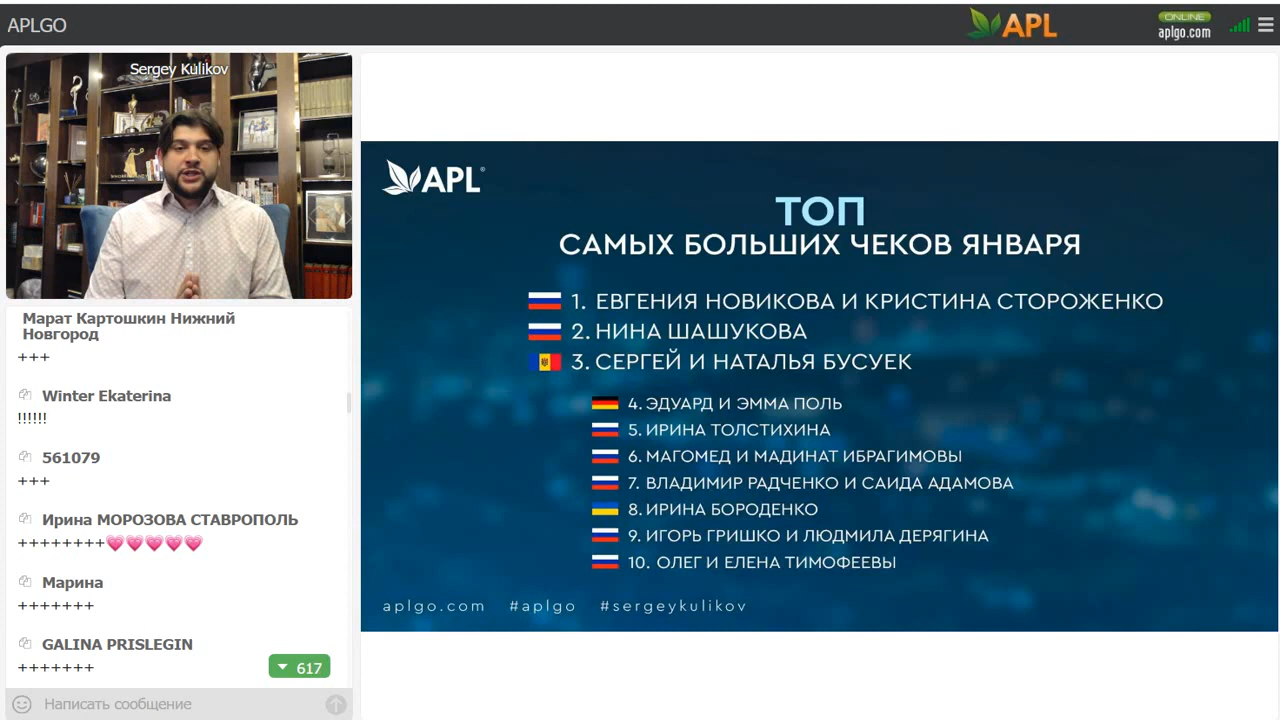 APLGO
APL
ONLINE
aplgo.com
Sergey Kulikov
Марат Картошкин Нижний
Новгород
+++
Winter Ekaterina
!!!!!!
561079
+++
Ирина МОРОЗОВА СТАВРОПОЛЬ
++++++++💗💗💗💗💗
Марина
+++++++
GALINA PRISLEGIN
+++++++
617
Написать сообщение
APL®
ТОП
САМЫХ БОЛЬШИХ ЧЕКОВ ЯНВАРЯ
1. ЕВГЕНИЯ НОВИКОВА И КРИСТИНА СТОРОЖЕНКО
2. НИНА ШАШУКОВА
3. СЕРГЕЙ И НАТАЛЬЯ БУСУЕК
4. ЭДУАРД И ЭММА ПОЛЬ
5. ИРИНА ТОЛСТИХИНА
6. МАГОМЕД И МАДИНАТ ИБРАГИМОВЫ
7. ВЛАДИМИР РАДЧЕНКО И САИДА АДАМОВА
8. ИРИНА БОРОДЕНКО
9. ИГОРЬ ГРИШКО И ЛЮДМИЛА ДЕРЯГИНА
10. ОЛЕГ И ЕЛЕНА ТИМОФЕЕВЫ
aplgo.com #aplgo #sergeykulikov